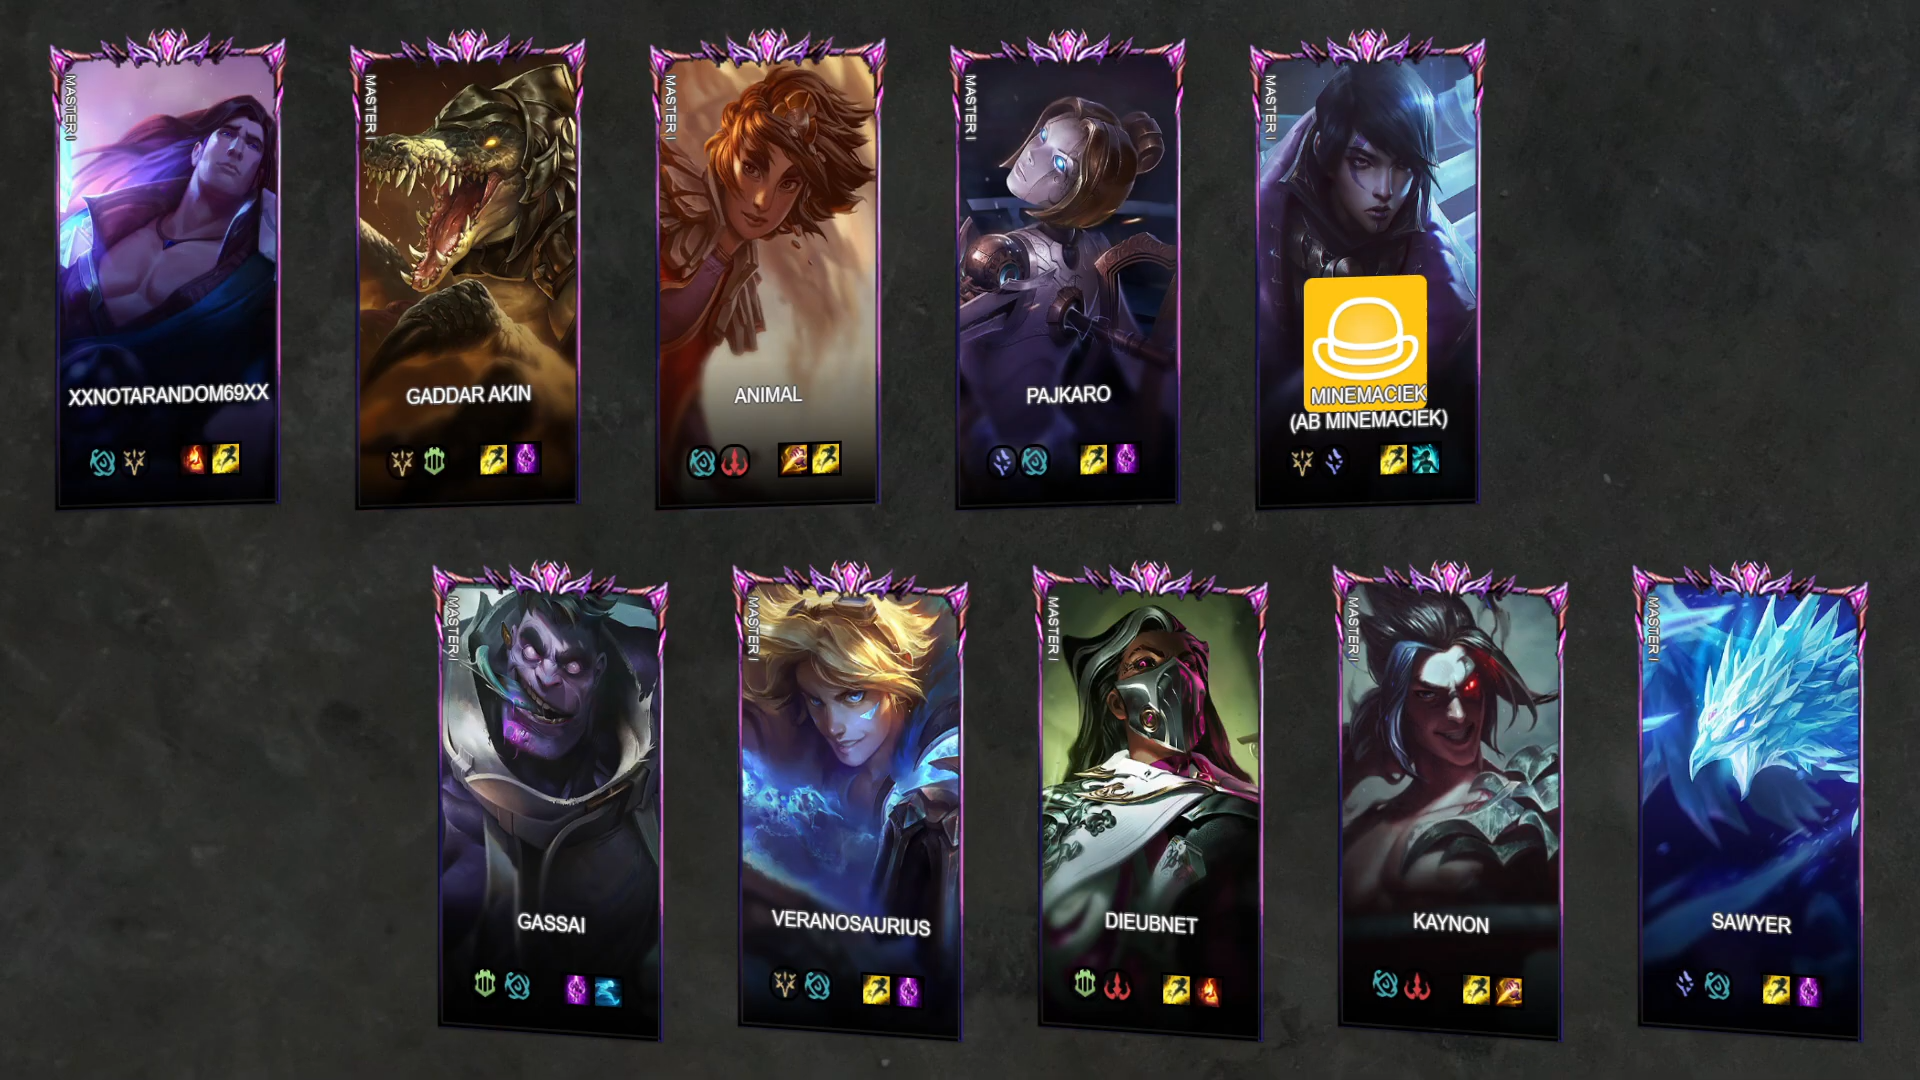 MASTER I
XXNOTARANDOM69XX
MASTER I
GADDAR AKIN
MASTER I
ANIMAL
MASTER I
PAJKARO
MASTER I
MINEMACIEK
(AB MINEMACIEK)
MASTER I
GASSAI
MASTER I
VERANOSAURIUS
MASTER I
DIEUBNET
MASTER I
KAYNON
MASTER I
SAWYER